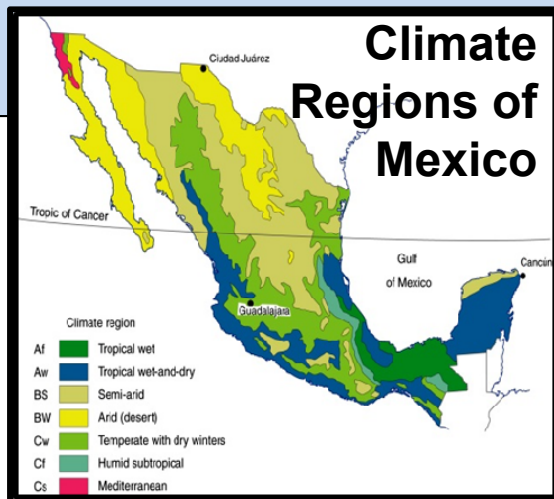 Climate
Regions of
Mexico
Ciudad Juárez
Tropic of Cancer
Gulf
of Mexico
Cancún
Guadalajara
Climate region
Af Tropical wet
Aw Tropical wet-and-dry
BS Semi-arid
BW Arid (desert)
Cw Temperate with dry winters
Cf Humid subtropical
Cs Mediterranean